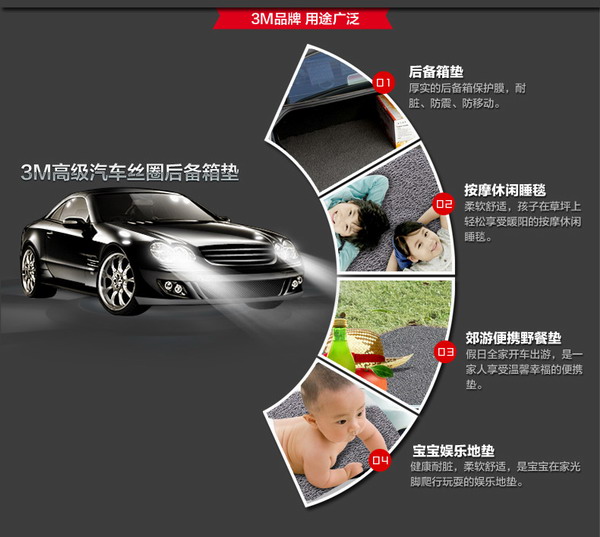 3M品牌 用途广泛
3M高级汽车丝圈后备箱垫
01
后备箱垫
厚实的后备箱保护膜，耐
脏、防震、防移动。
02
按摩休闲睡毯
柔软舒适，孩子在草坪上
轻松享受暖阳的按摩休闲
睡毯。
03
郊游便携野餐垫
假日全家开车出游，是一
家人享受温馨幸福的便携
垫。
04
宝宝娱乐地垫
健康耐脏，柔软舒适，是宝宝在家光
脚爬行玩耍的娱乐地垫。